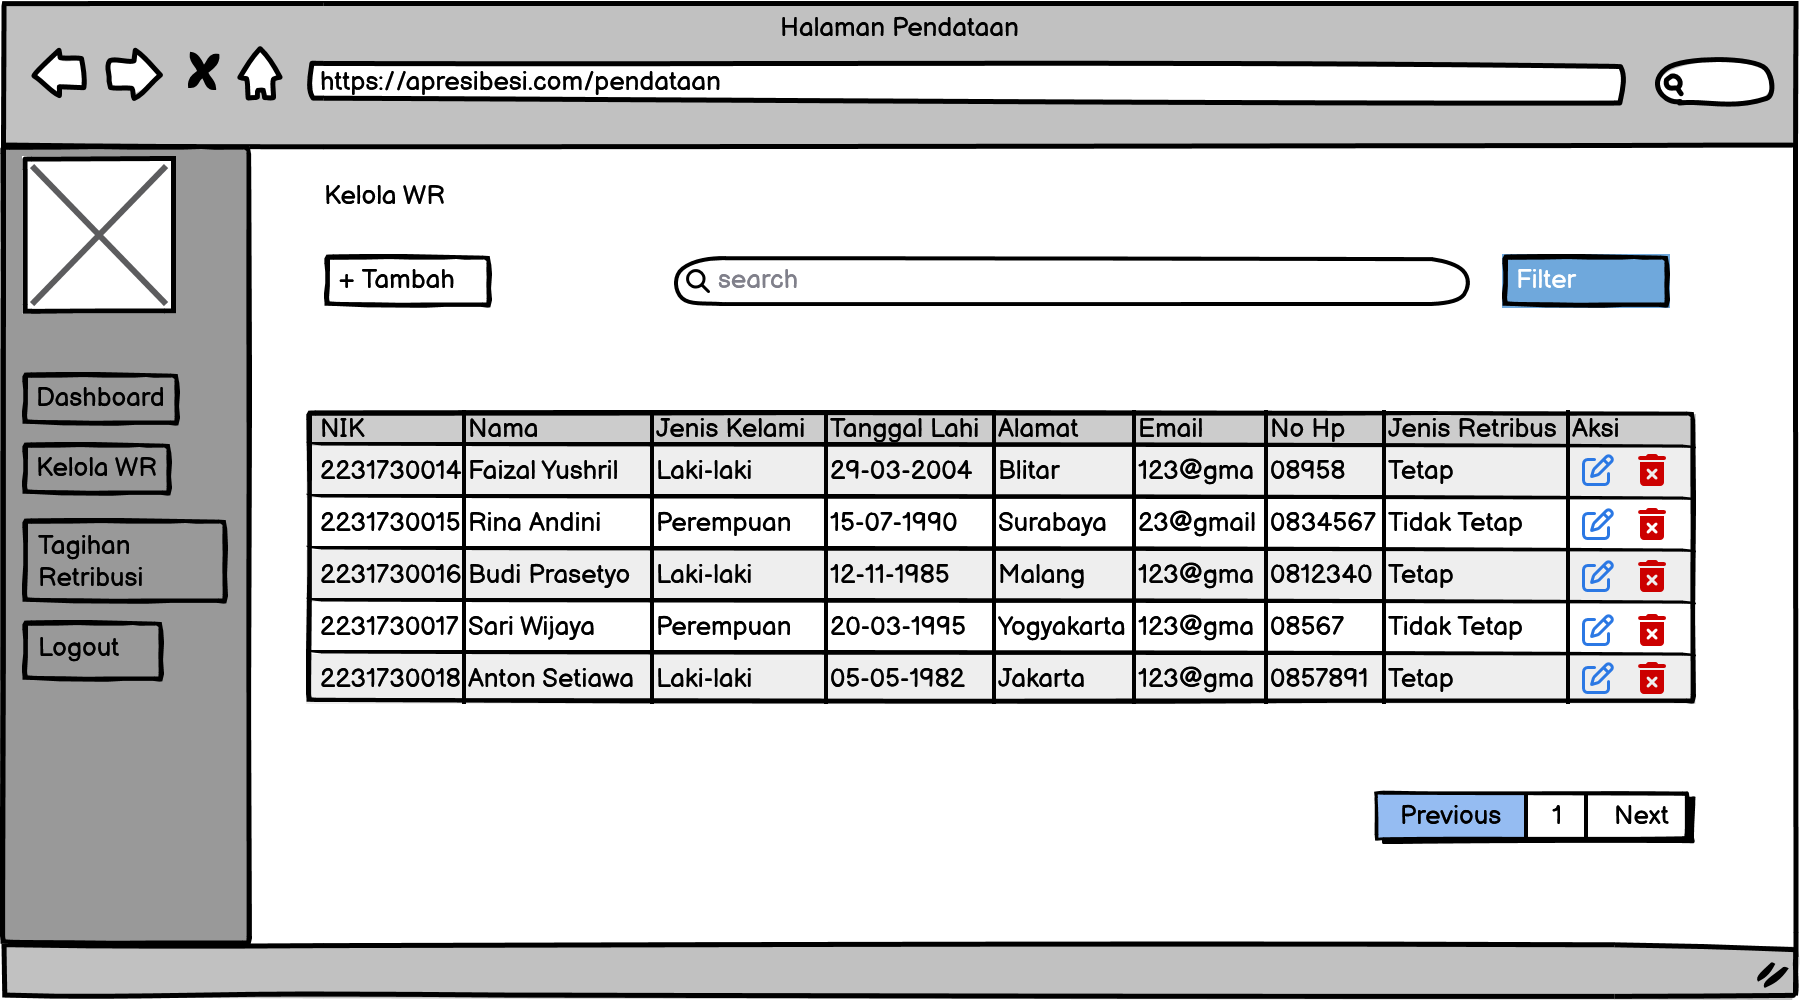 Halaman Pendataan
https://apresibesi.com/pendataan
Kelola WR
+ Tambah
search
Filter
Dashboard
Kelola WR
Tagihan
Retribusi
Logout
NIK Nama Jenis Kelami Tanggal Lahi Alamat Email No Hp Jenis Retribus Aksi
2231730014 Faizal Yushril Laki-laki 29-03-2004 Blitar 123@gma 08958 Tetap
2231730015 Rina Andini Perempuan 15-07-1990 Surabaya 23@gmail 0834567 Tidak Tetap
2231730016 Budi Prasetyo Laki-laki 12-11-1985 Malang 123@gma 0812340 Tetap
2231730017 Sari Wijaya Perempuan 20-03-1995 Yogyakarta 123@gma 08567 Tidak Tetap
2231730018 Anton Setiawa Laki-laki 05-05-1982 Jakarta 123@gma 0857891 Tetap
Previous 1 Next